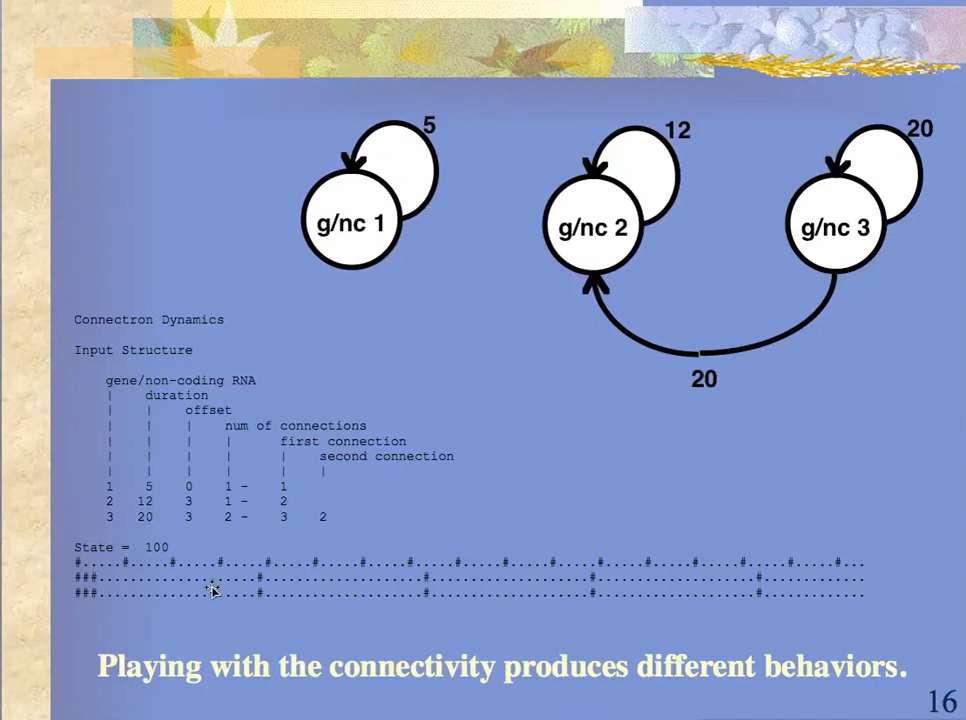 5
12
20
g/nc 1
g/nc 2
g/nc 3
20
Connectron Dynamics
Input Structure
gene/non-coding RNA
| duration
| | offset
| | | num of connections
| | | | first connection
| | | | | second connection
| | | | | |
1 5 0 1 - 1
2 12 3 1 - 2
3 20 3 2 - 3 2
State = 100
#.....#.....#.....#.....#.....#.....#.....#.....#.....#.....#.....#.....#.....#.....#.....#.....#...
###....................#....................#....................#....................#.............
###....................#....................#....................#....................#.............
Playing with the connectivity produces different behaviors.
16